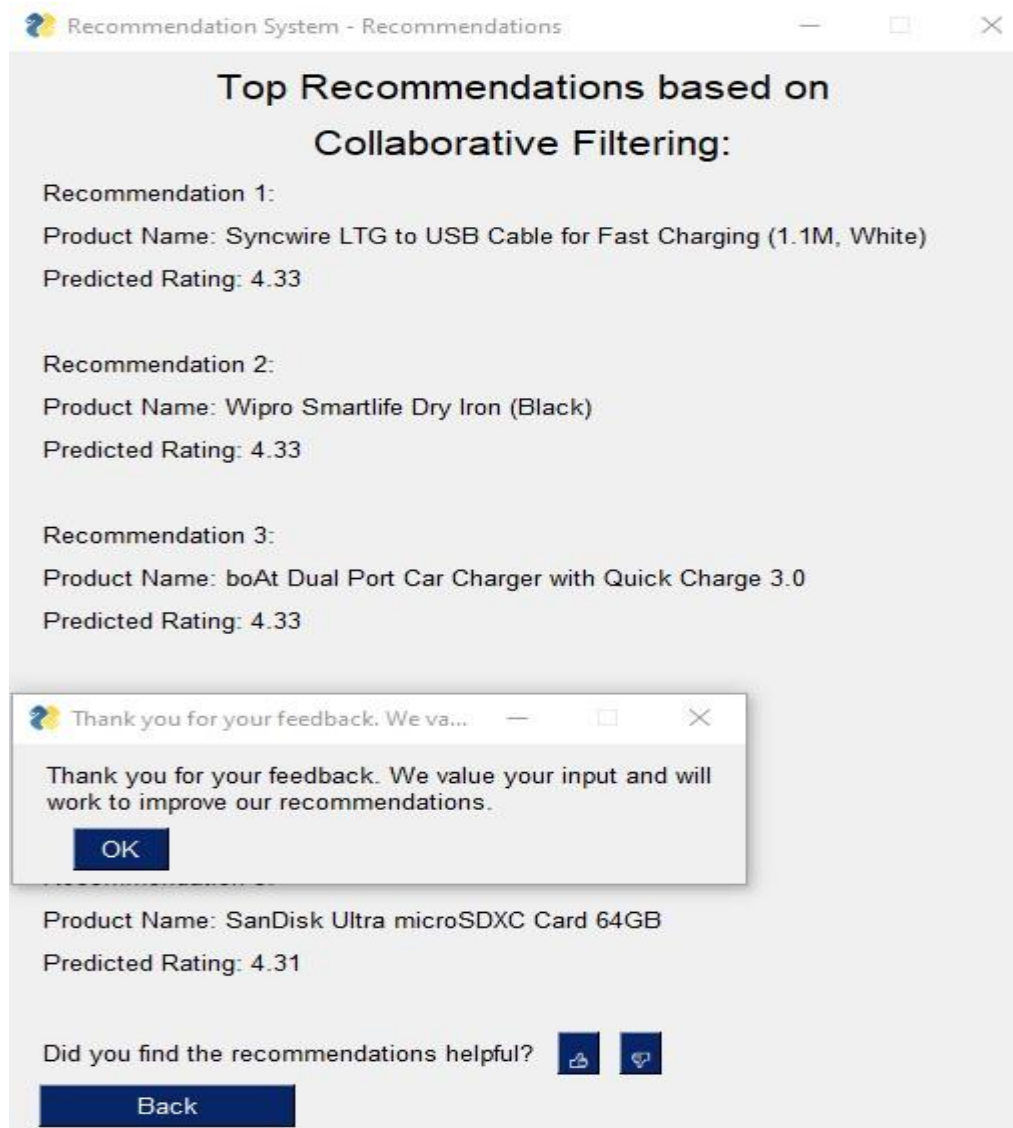 Recommendation System - Recommendations
Top Recommendations based on
Collaborative Filtering:
Recommendation 1:
Product Name: Syncwire LTG to USB Cable for Fast Charging (1.1M, White)
Predicted Rating: 4.33
Recommendation 2:
Product Name: Wipro Smartlife Dry Iron (Black)
Predicted Rating: 4.33
Recommendation 3:
Product Name: boAt Dual Port Car Charger with Quick Charge 3.0
Predicted Rating: 4.33
Thank you for your feedback. We va...
Thank you for your feedback. We value your input and will
work to improve our recommendations.
OK
Product Name: SanDisk Ultra microSDXC Card 64GB
Predicted Rating: 4.31
Did you find the recommendations helpful?
Back